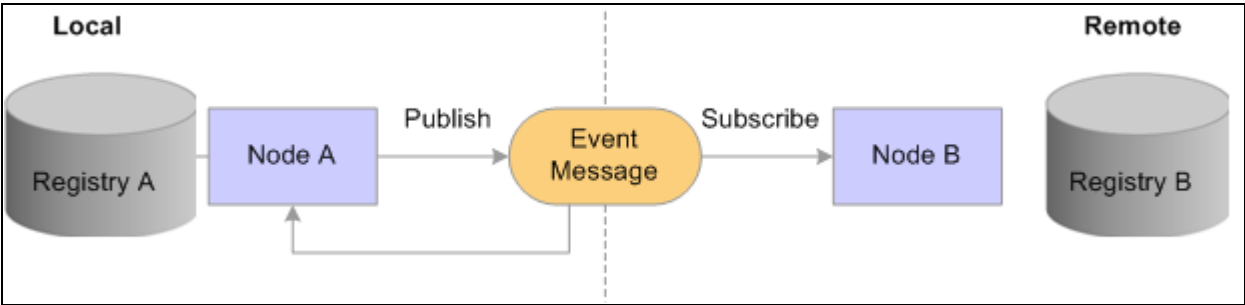 Local
Remote
Publish
Subscribe
Registry A
Node A
Event
Message
Node B
Registry B